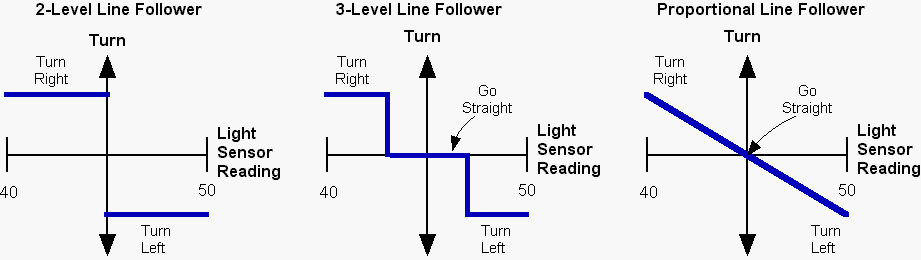 2-Level Line Follower
Turn
Turn
Right
Light
Sensor
Reading
40
50
Turn
Left
3-Level Line Follower
Turn
Turn
Right
Go
Straight
Light
Sensor
Reading
40
50
Turn
Left
Proportional Line Follower
Turn
Turn
Right
Go
Straight
Light
Sensor
Reading
40
50
Turn
Left